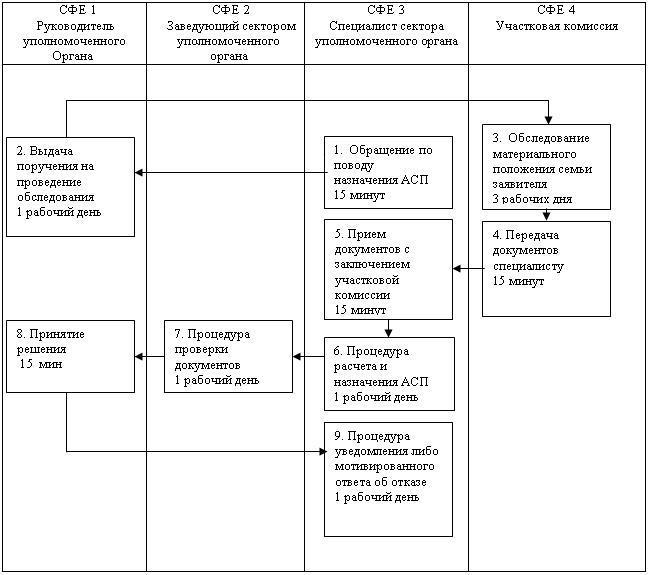 СФЕ 1
Руководитель
уполномоченного
Органа
СФЕ 2
Заведующий сектором
уполномоченного
органа
СФЕ 3
Специалист сектора
уполномоченного органа
СФЕ 4
Участковая комиссия
1. Обращение по
поводу
назначения АСП
15 минут
2. Выдача
поручения на
проведение
обследования
1 рабочий день
3. Обследование
материального
положения семьи
заявителя
3 рабочих дня
4. Передача
документов
специалисту
15 минут
5. Прием
документов с
заключением
участковой
комиссии
15 минут
6. Процедура
расчета и
назначения АСП
1 рабочий день
7. Процедура
проверки
документов
1 рабочий день
8. Принятие
решения
15 мин
9. Процедура
уведомления либо
мотивированного
ответа об отказе
1 рабочий день